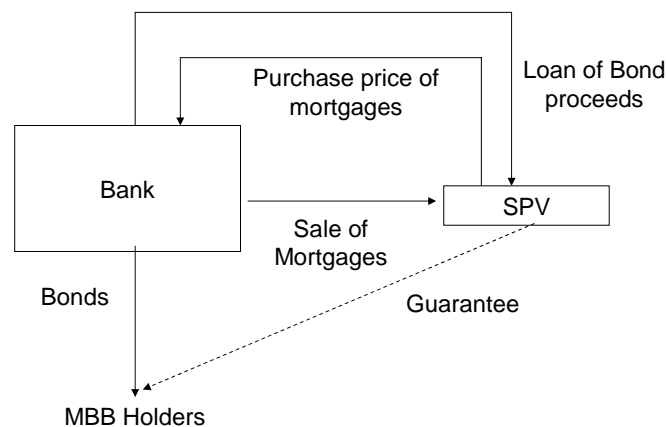 Purchase price of
mortgages
Loan of Bond
proceeds
Bank
SPV
Sale of
Mortgages
Bonds
Guarantee
MBB Holders